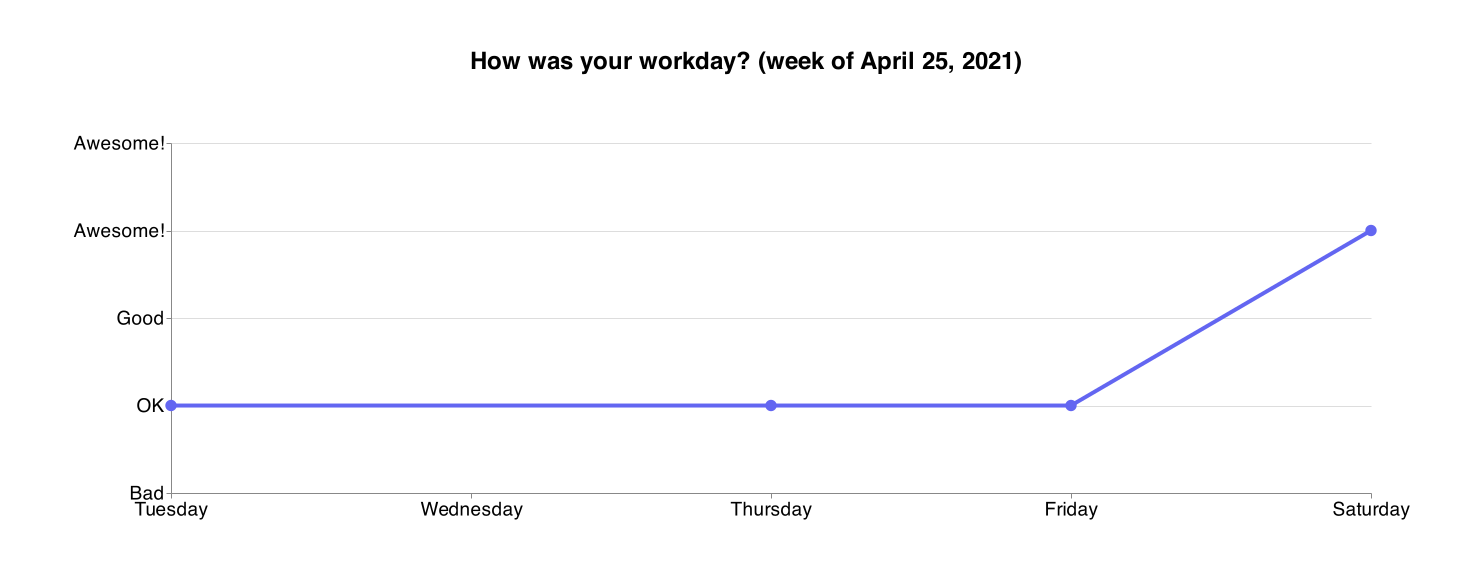 How was your workday? (week of April 25, 2021)
Awesome!
Awesome!
Good
OK
Bad
Tuesday Wednesday Thursday Friday Saturday